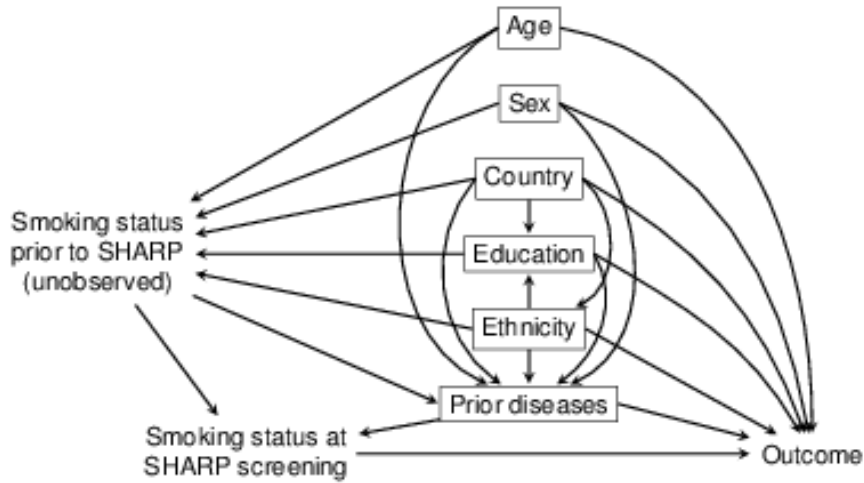 Age
Sex
Country
Smoking status
prior to SHARP
(unobserved)
Education
Ethnicity
Prior diseases
Smoking status at
SHARP screening
Outcome